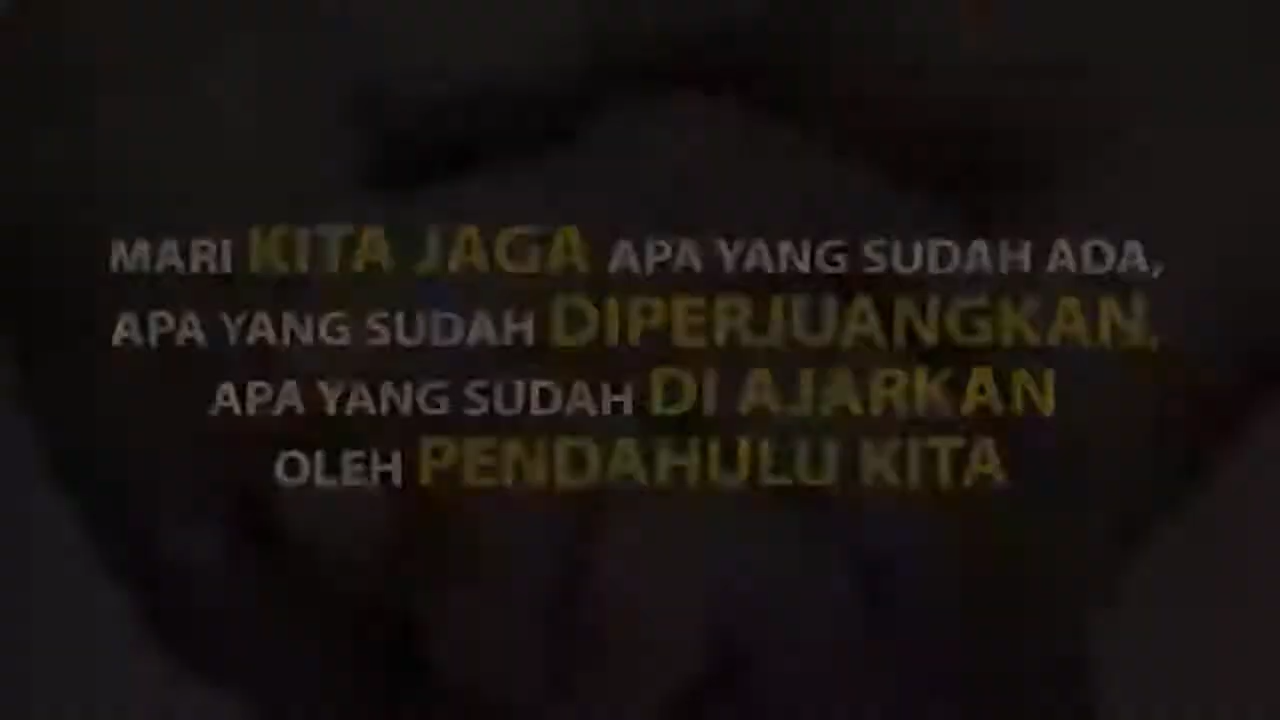 MARI KITA JAGA APA YANG SUDAH ADA,
APA YANG SUDAH DIPERJUANGKAN,
APA YANG SUDAH DI AJARKAN
OLEH PENDAHULU KITA